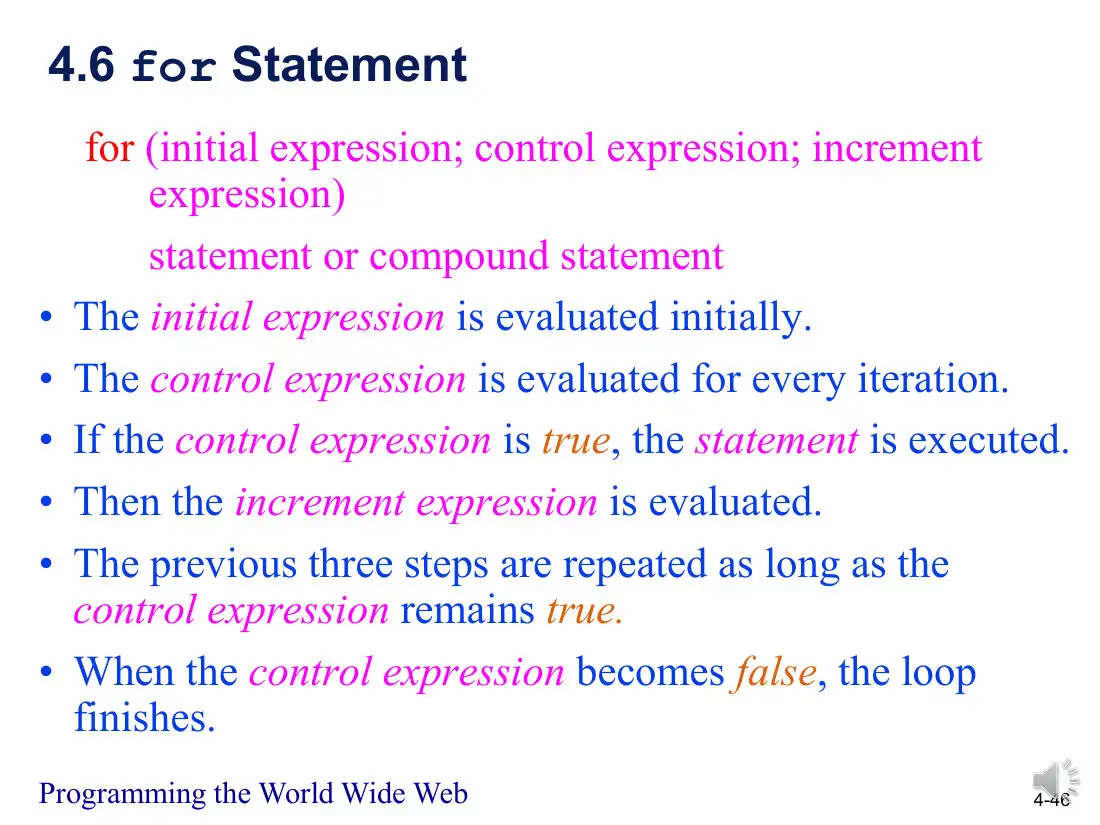 4.6 for Statement
for (initial expression; control expression; increment
expression)
statement or compound statement
• The initial expression is evaluated initially.
• The control expression is evaluated for every iteration.
• If the control expression is true, the statement is executed.
• Then the increment expression is evaluated.
• The previous three steps are repeated as long as the
control expression remains true.
• When the control expression becomes false, the loop
finishes.
Programming the World Wide Web
4-46